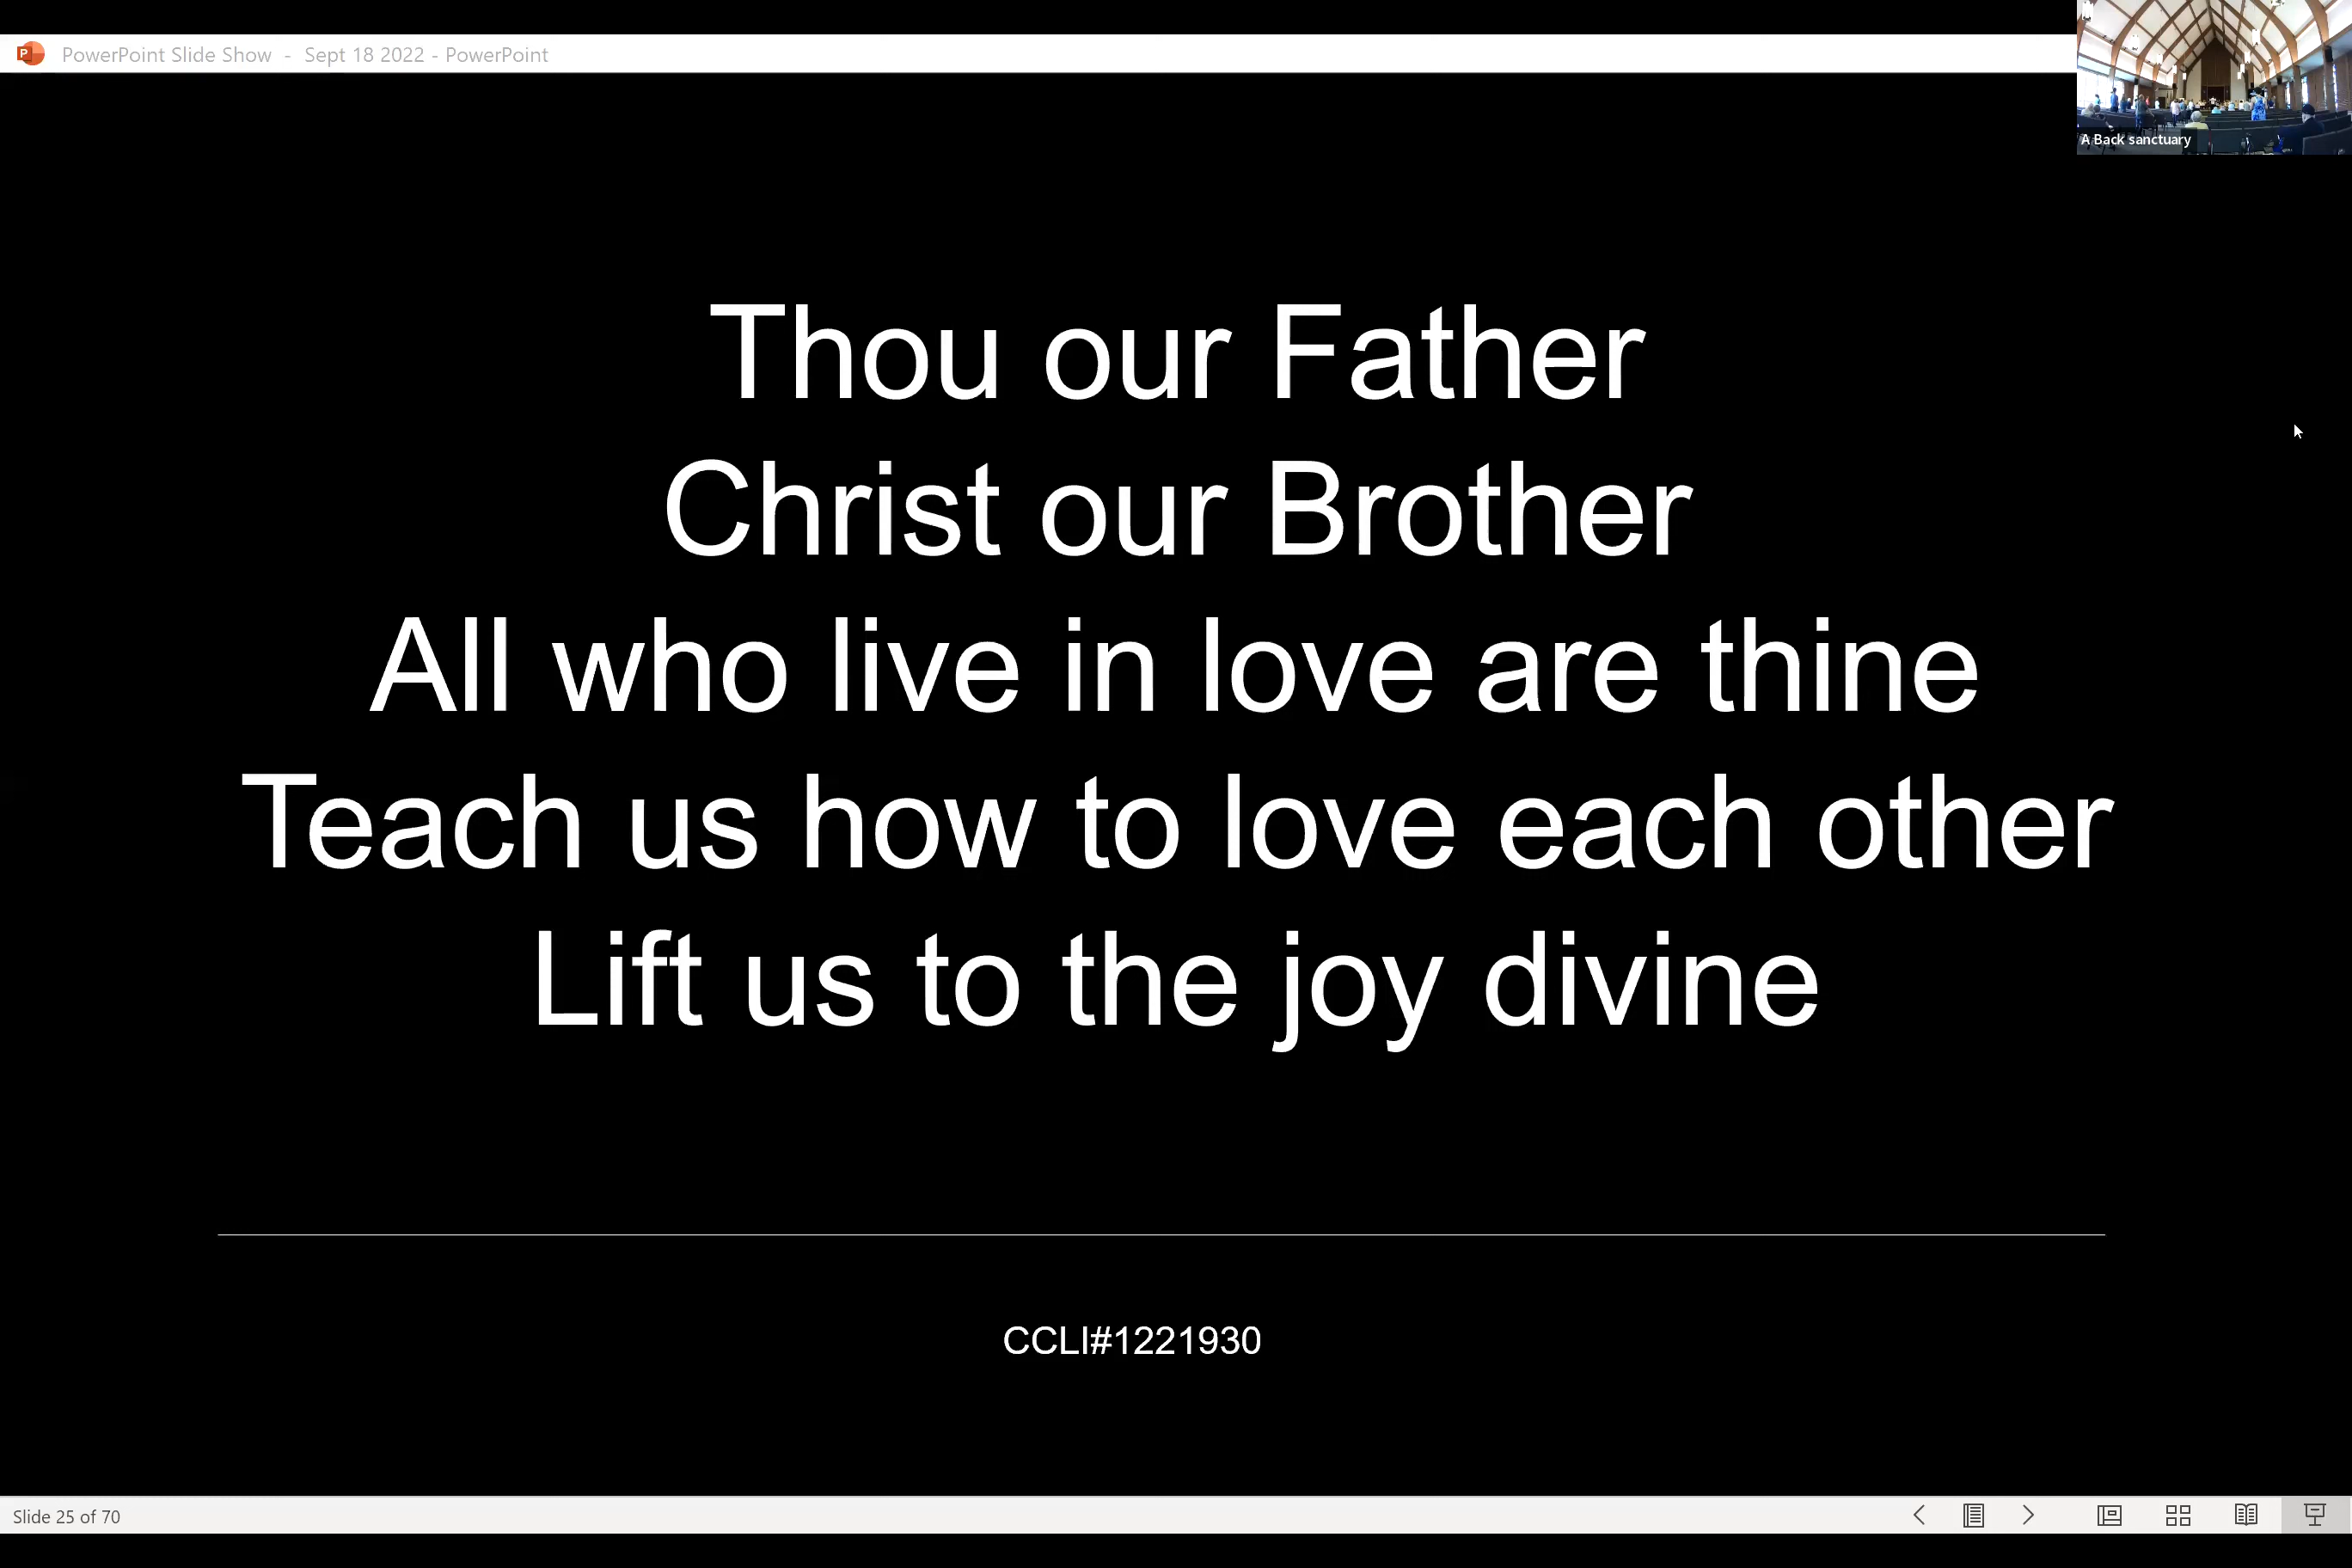 PowerPoint Slide Show - Sept 18 2022 - PowerPoint
A Back sanctuary
Thou our Father
Christ our Brother
All who live in love are thine
Teach us how to love each other
Lift us to the joy divine
CCLI#1221930
Slide 25 of 70